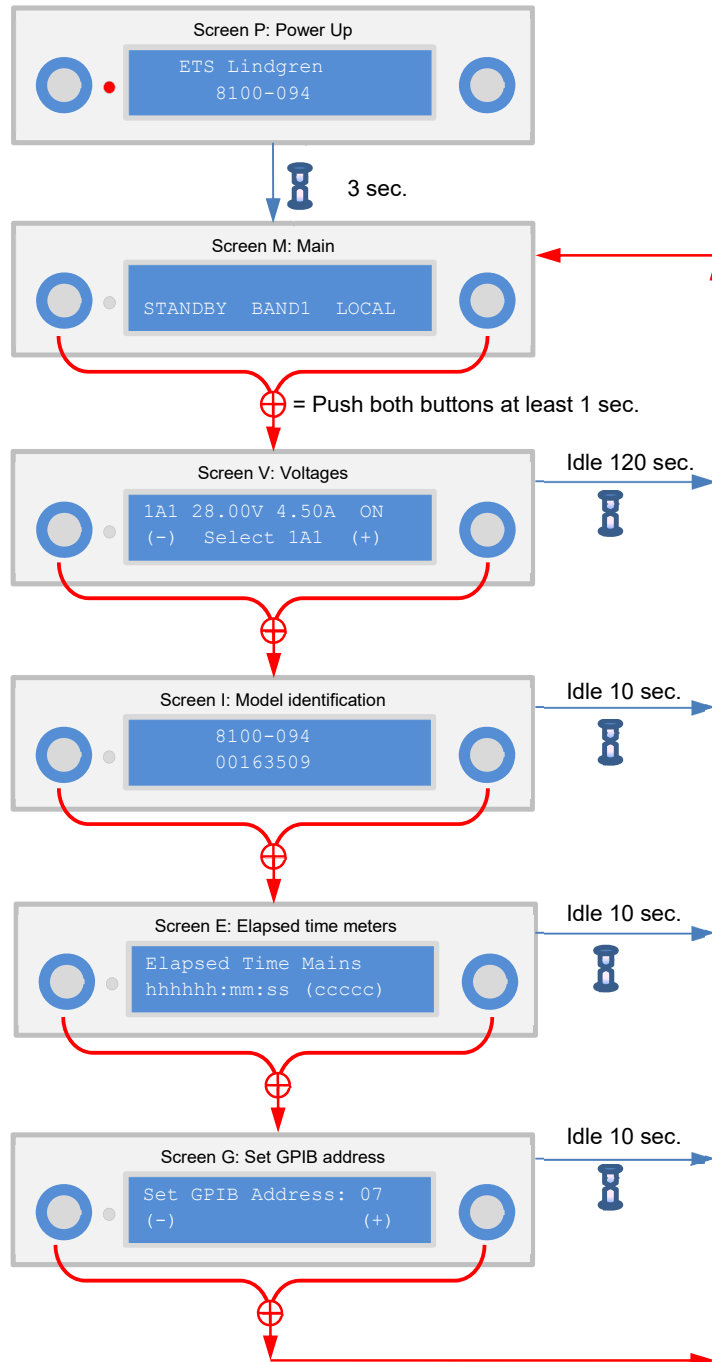 Screen P: Power Up
ETS Lindgren
8100-094
3 sec.
Screen M: Main
STANDBY BAND1 LOCAL
= Push both buttons at least 1 sec.
Screen V: Voltages
Idle 120 sec.
1A1 28.00V 4.50A ON
(-) Select 1A1 (+)
Screen I: Model identification
Idle 10 sec.
8100-094
00163509
Screen E: Elapsed time meters
Idle 10 sec.
Elapsed Time Mains
hhhhhh:mm:ss (ccccc)
Screen G: Set GPIB address
Idle 10 sec.
Set GPIB Address: 07
(-) (+)